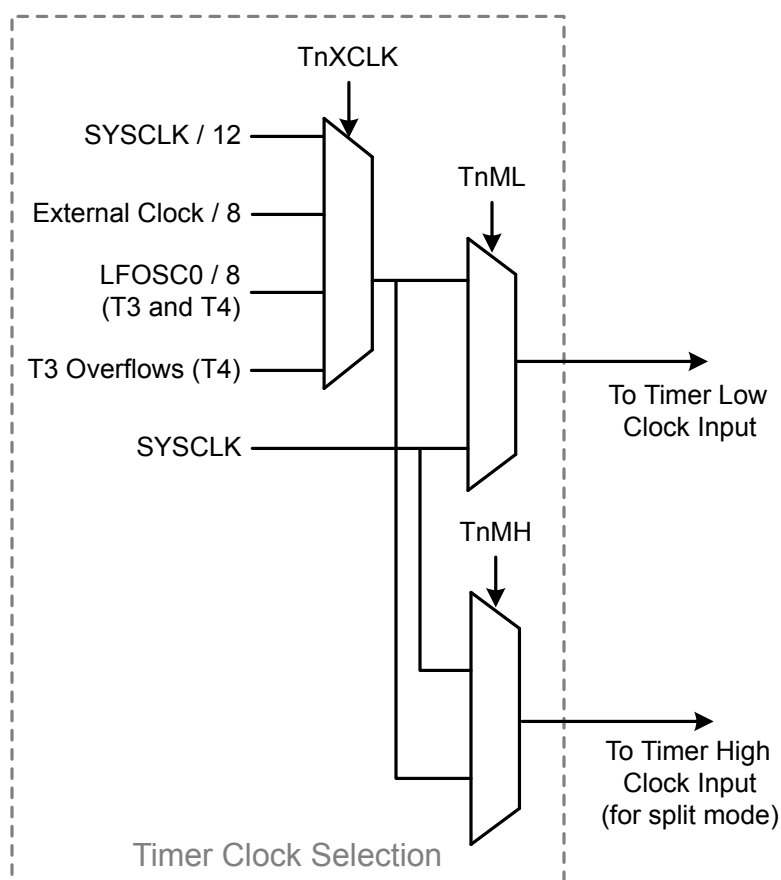 TnXCLK
SYSCLK / 12
TnML
External Clock / 8
LFOSC0 / 8
(T3 and T4)
T3 Overflows (T4)
To Timer Low
Clock Input
SYSCLK
TnMH
To Timer High
Clock Input
(for split mode)
Timer Clock Selection